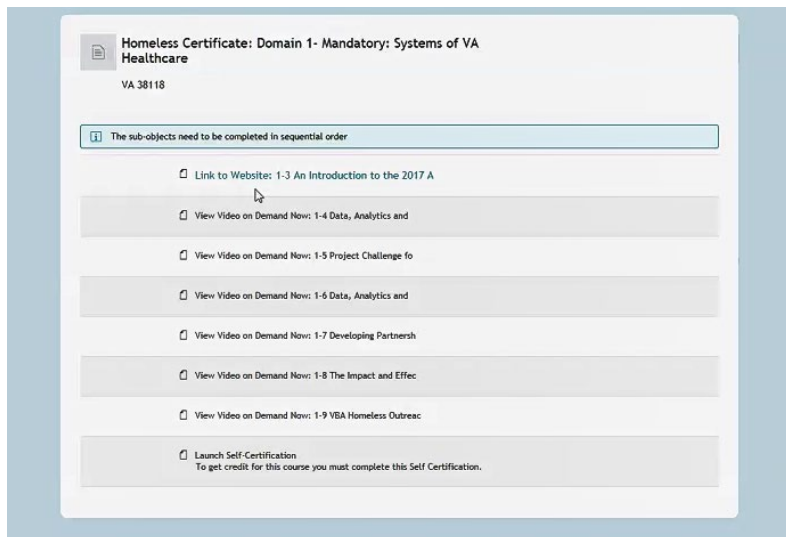 Homeless Certificate: Domain 1- Mandatory: Systems of VA
Healthcare
VA 38118
The sub-objects need to be completed in sequential order
Link to Website: 1-3 An Introduction to the 2017 A
View Video on Demand Now: 1-4 Data, Analytics and
View Video on Demand Now: 1-5 Project Challenge fo
View Video on Demand Now: 1-6 Data, Analytics and
View Video on Demand Now: 1-7 Developing Partnersh
View Video on Demand Now: 1-8 The Impact and Effec
View Video on Demand Now: 1-9 VBA Homeless Outreac
Launch Self-Certification
To get credit for this course you must complete this Self Certification.